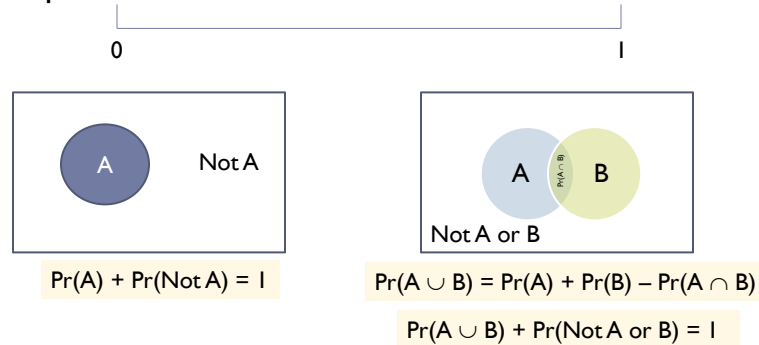 0 1
A Not A
A Pr(A ∩ B) B
Not A or B
Pr(A) + Pr(Not A) = 1
Pr(A ∪ B) = Pr(A) + Pr(B) – Pr(A ∩ B)
Pr(A ∪ B) + Pr(Not A or B) = 1